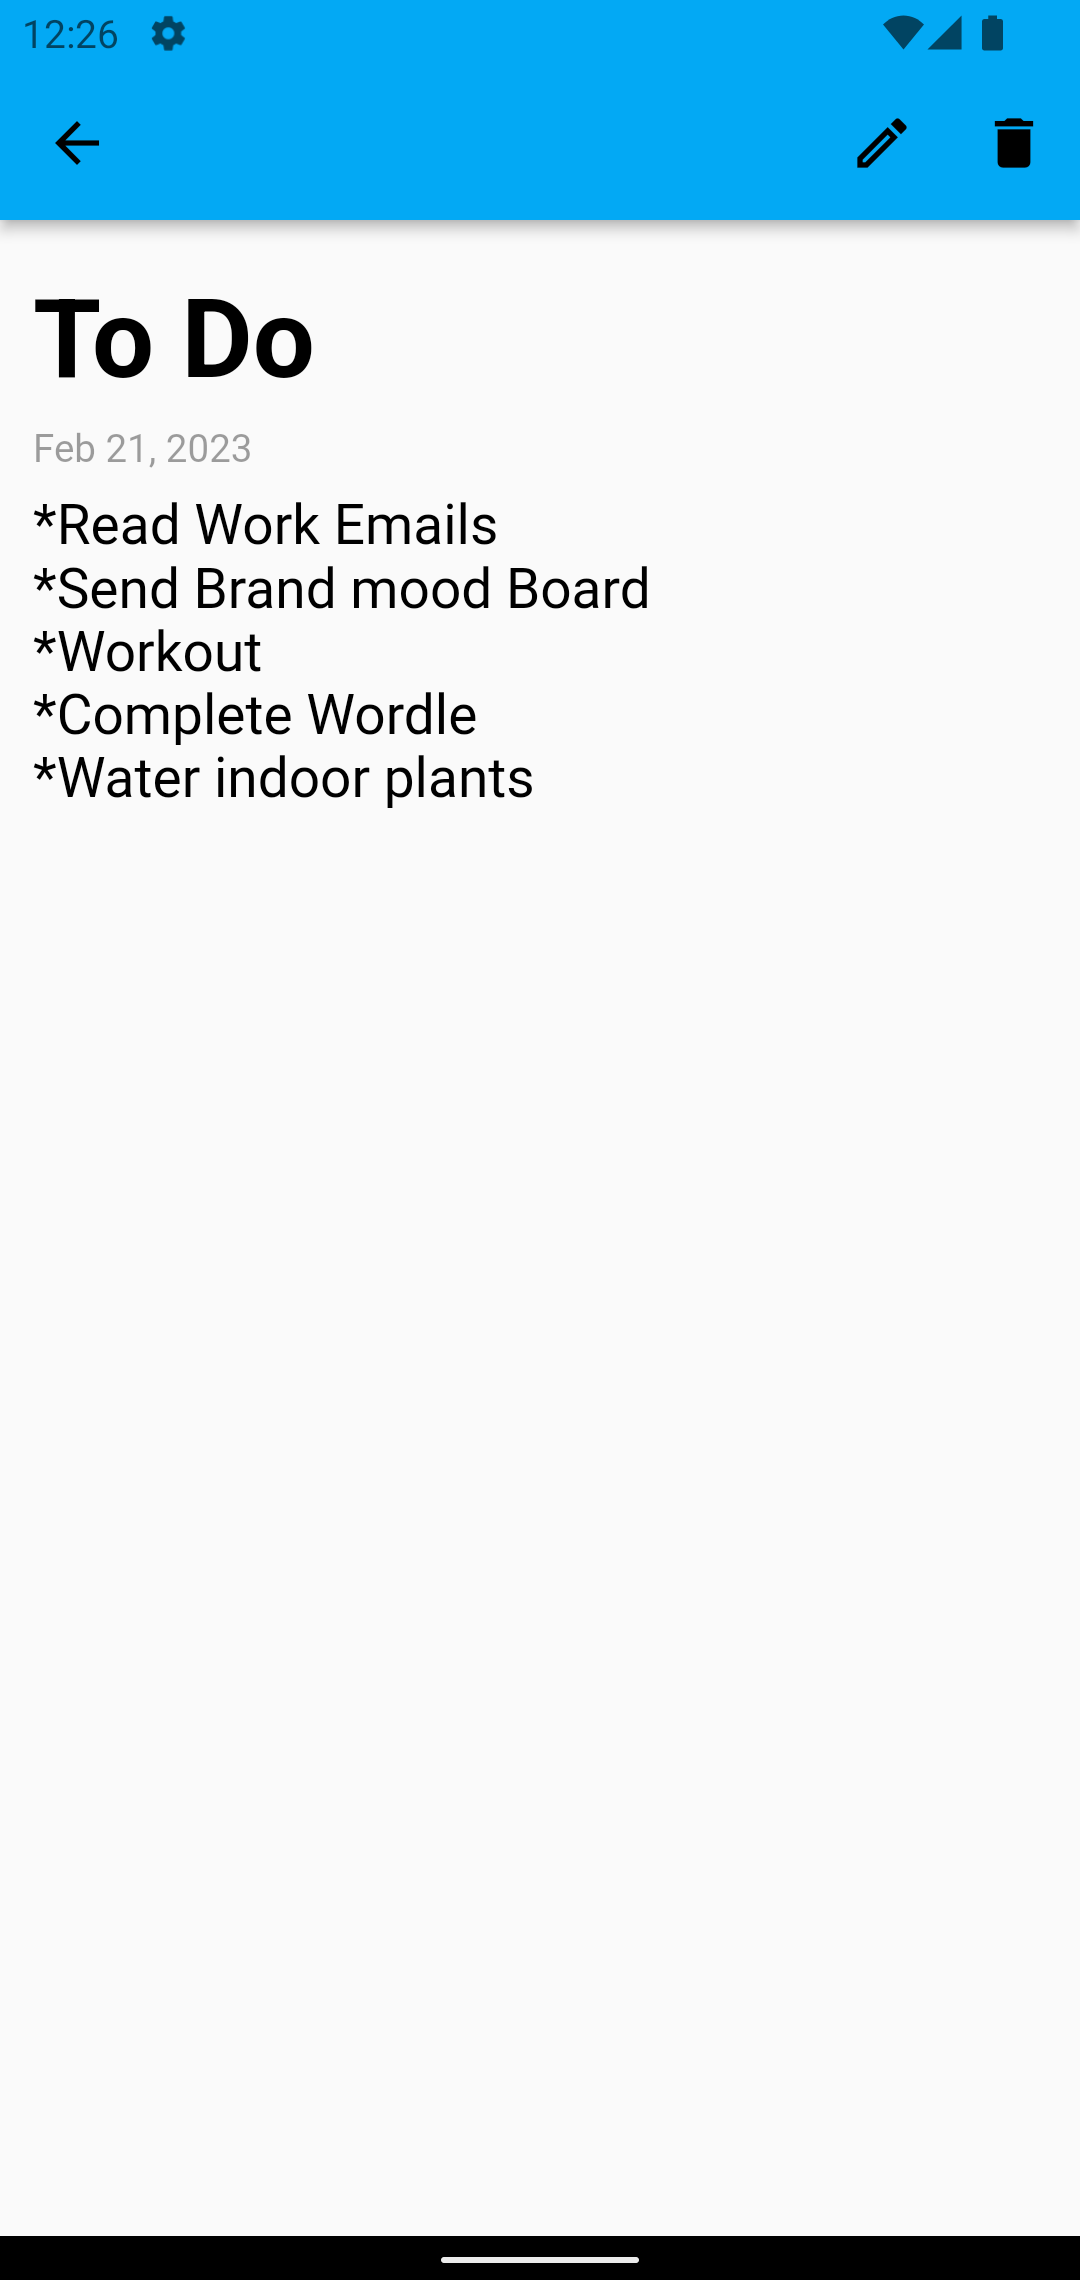 12:26
To Do
Feb 21, 2023
*Read Work Emails
*Send Brand mood Board
*Workout
*Complete Wordle
*Water indoor plants